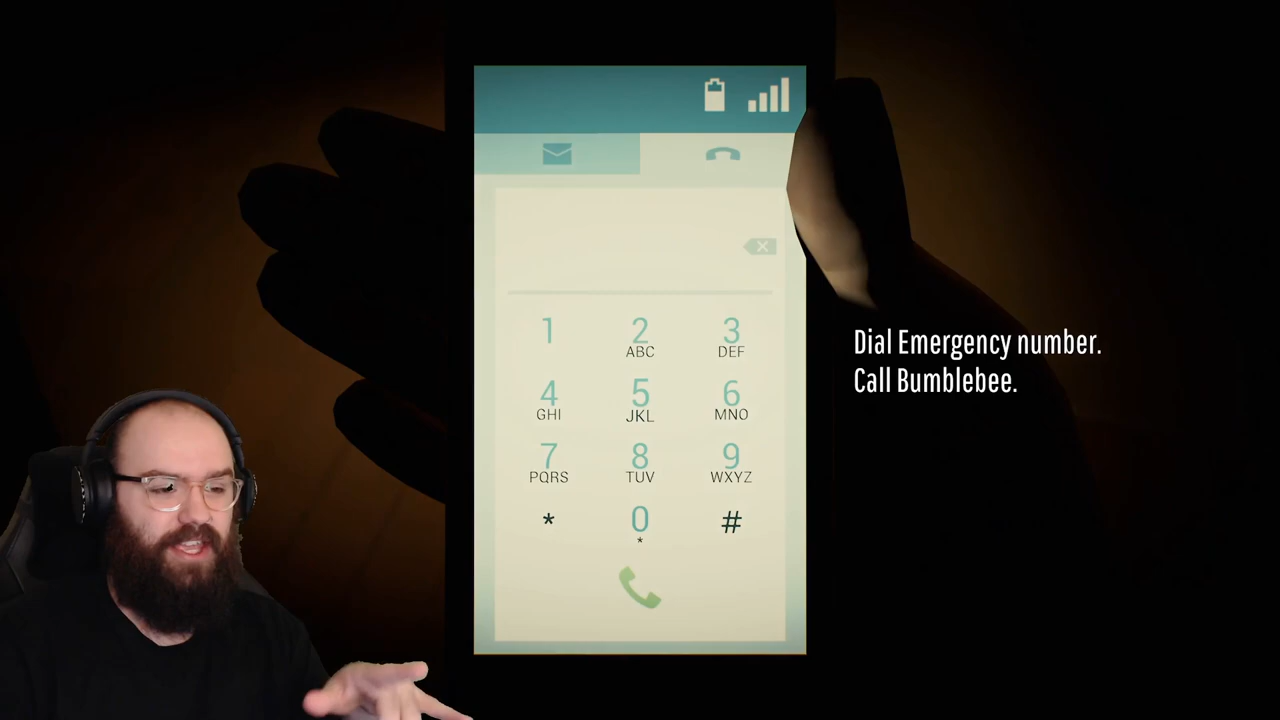 1
2
3
ABC
DEF
4
5
6
GHI
JKL
MNO
7
8
9
PQRS
TUV
WXYZ
*
0
#
*
Dial Emergency number.
Call Bumblebee.